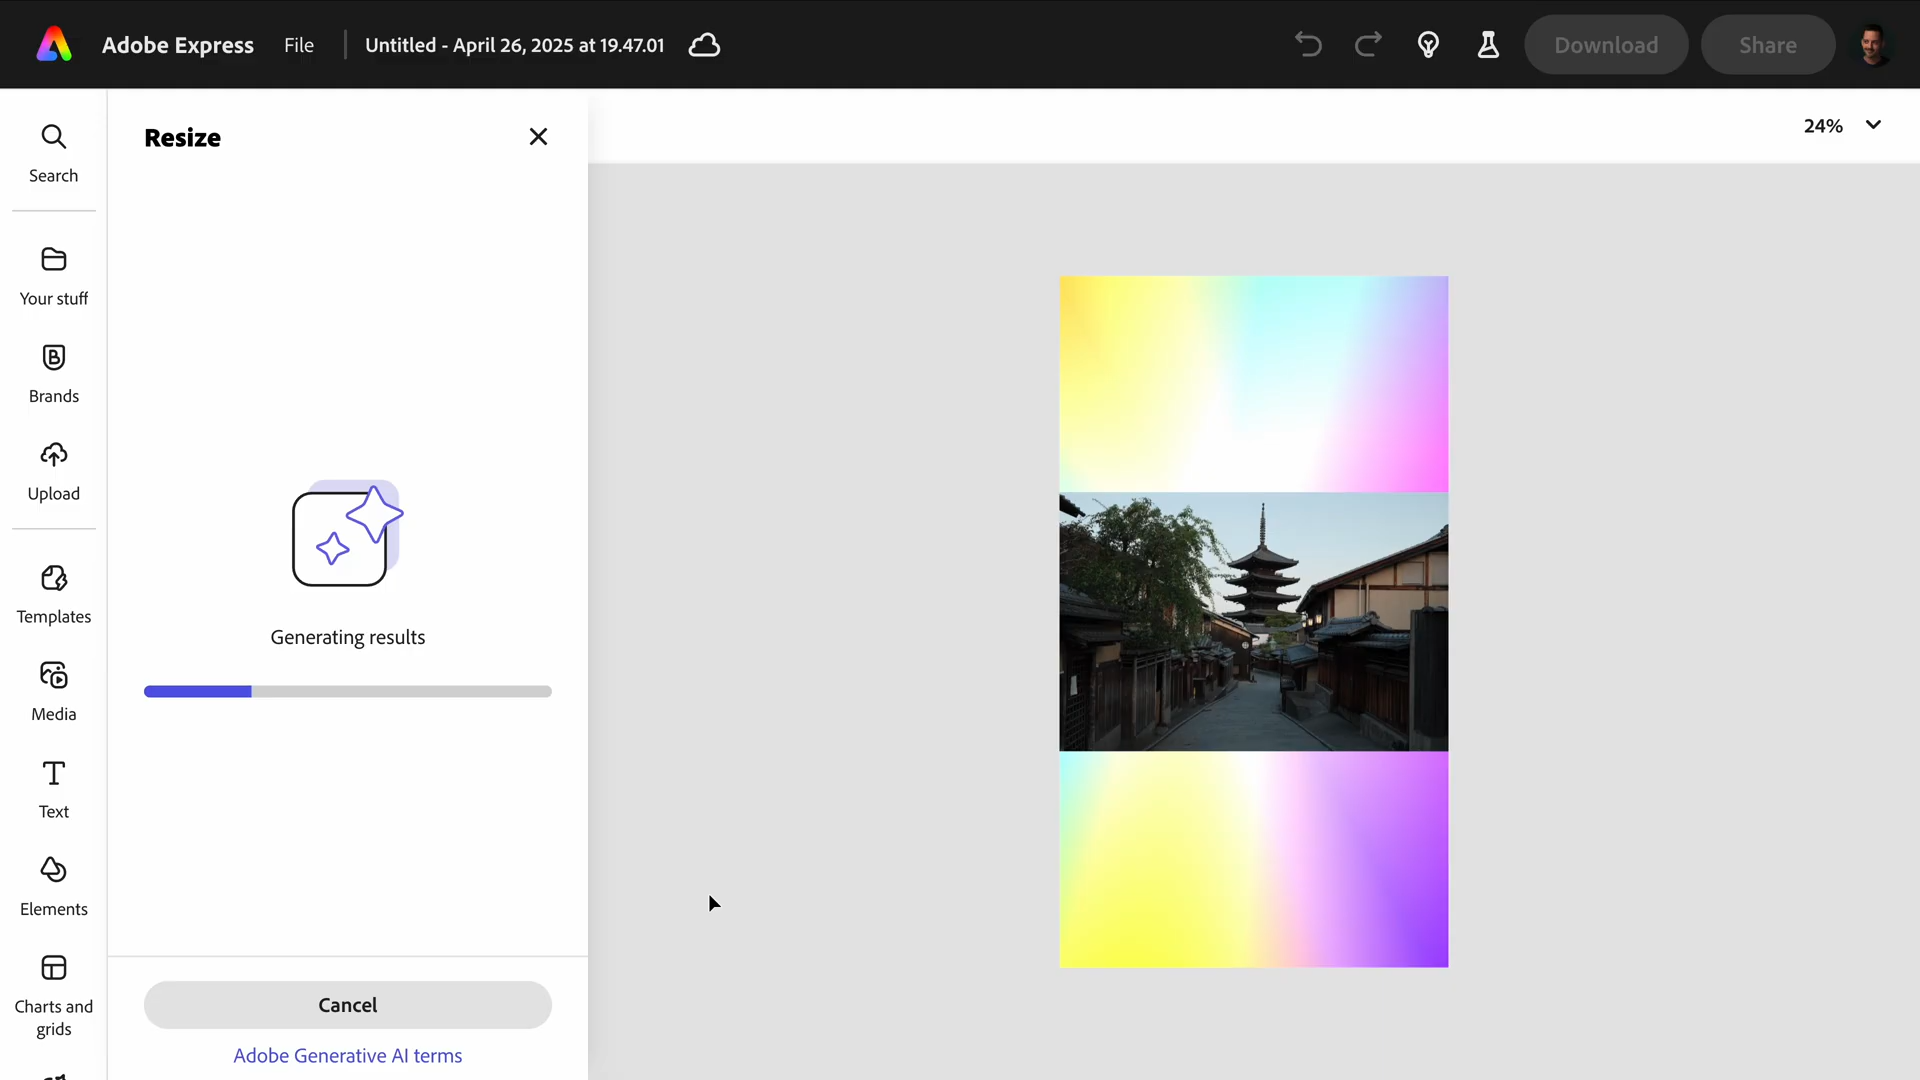 Adobe Express
File
Untitled - April 26, 2025 at 19.47.01
Download
Share
Search
Your stuff
Brands
Upload
Templates
Media
Text
Elements
Charts and
grids
Resize
24%
Generating results
Cancel
Adobe Generative AI terms